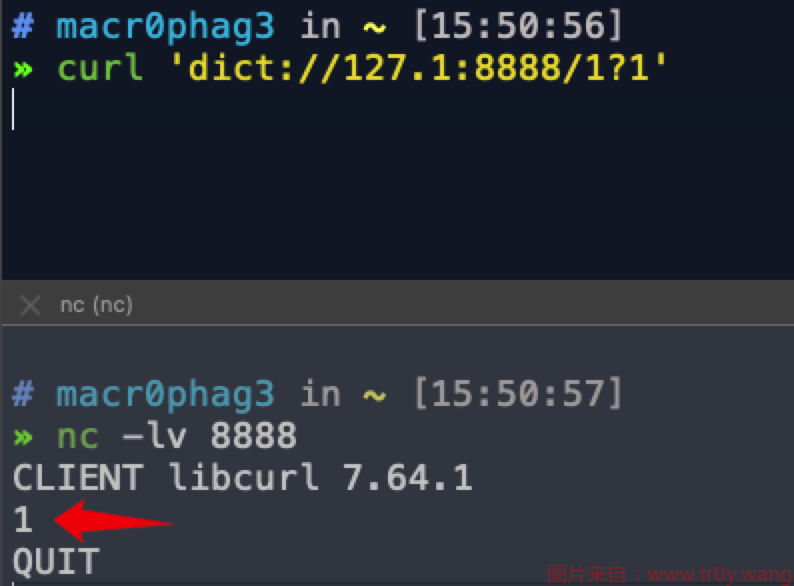 # macr0phag3 in ~ [15:50:56]
» curl 'dict://127.1:8888/1?1'
nc (nc)
# macr0phag3 in ~ [15:50:57]
» nc -lv 8888
CLIENT libcurl 7.64.1
1
QUIT
图片来自：www.tr0y.wang